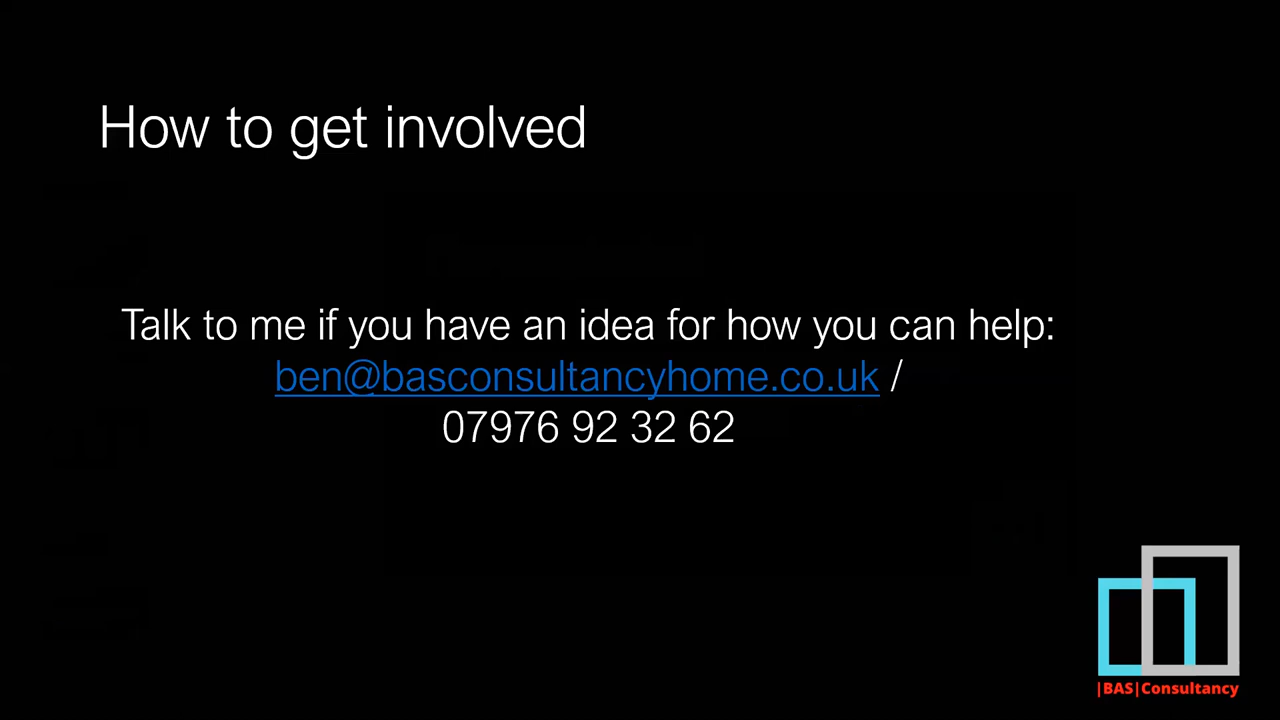 How to get involved
Talk to me if you have an idea for how you can help:
ben@basconsultancyhome.co.uk /
07976 92 32 62
|BAS|Consultancy